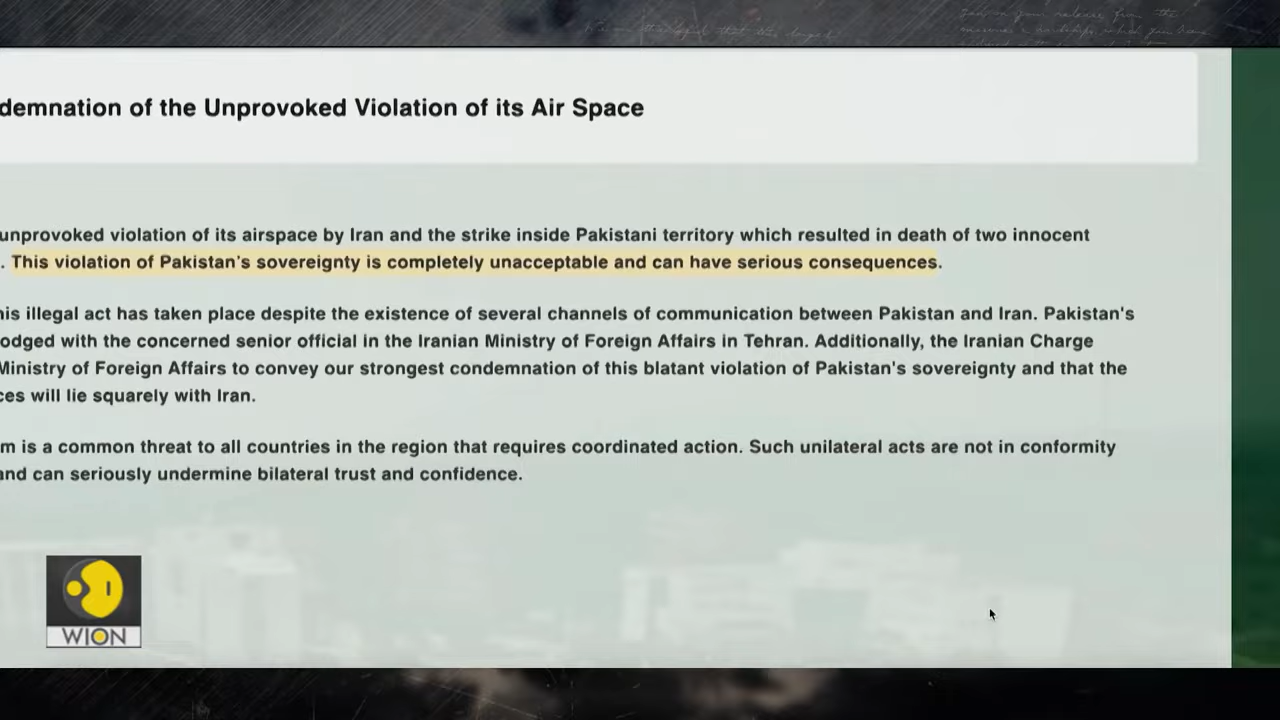 demnation of the Unprovoked Violation of its Air Space
unprovoked violation of its airspace by Iran and the strike inside Pakistani territory which resulted in death of two innocent
. This violation of Pakistan's sovereignty is completely unacceptable and can have serious consequences.
his illegal act has taken place despite the existence of several channels of communication between Pakistan and Iran. Pakistan's
lodged with the concerned senior official in the Iranian Ministry of Foreign Affairs in Tehran. Additionally, the Iranian Charge
Ministry of Foreign Affairs to convey our strongest condemnation of this blatant violation of Pakistan's sovereignty and that the
ces will lie squarely with Iran.
m is a common threat to all countries in the region that requires coordinated action. Such unilateral acts are not in conformity
and can seriously undermine bilateral trust and confidence.
WION